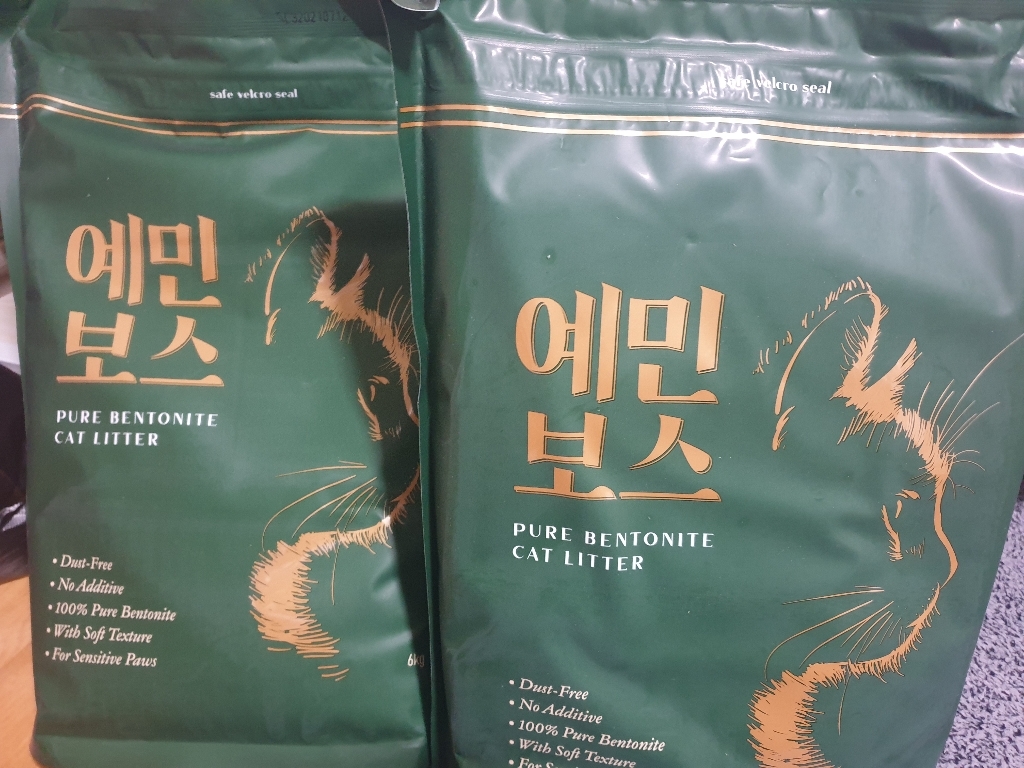 safe velcro seal
예민
보스
PURE BENTONITE
CAT LITTER
• Dust-Free
• No Additive
• 100% Pure Bentonite
• With Soft Texture
• For Sensitive Paws
6kg
safe velcro seal
예민
보스
PURE BENTONITE
CAT LITTER
• Dust-Free
• No Additive
• 100% Pure Bentonite
• With Soft Texture
• For